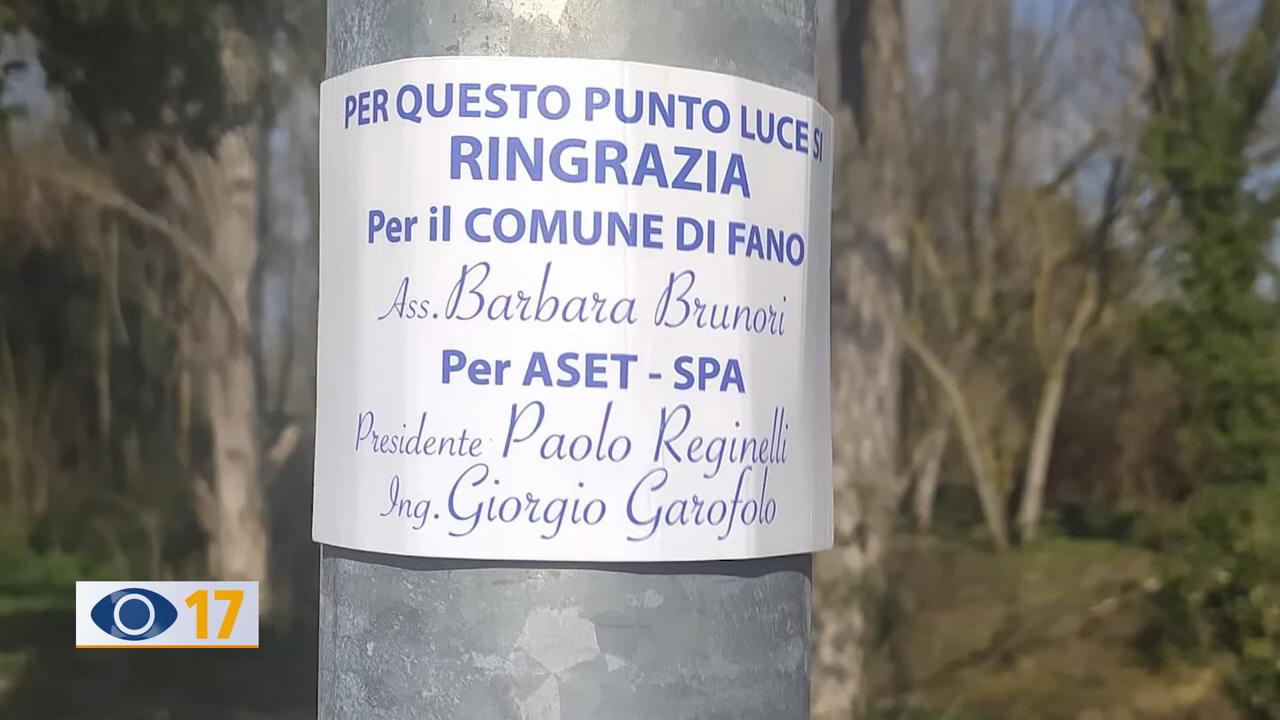 PER QUESTO PUNTO LUCE SI
RINGRAZIA
Per il COMUNE DI FANO
Ass. Barbara Brunori
Per ASET - SPA
Presidente Paolo Reginelli
Ing. Giorgio Garofolo
17